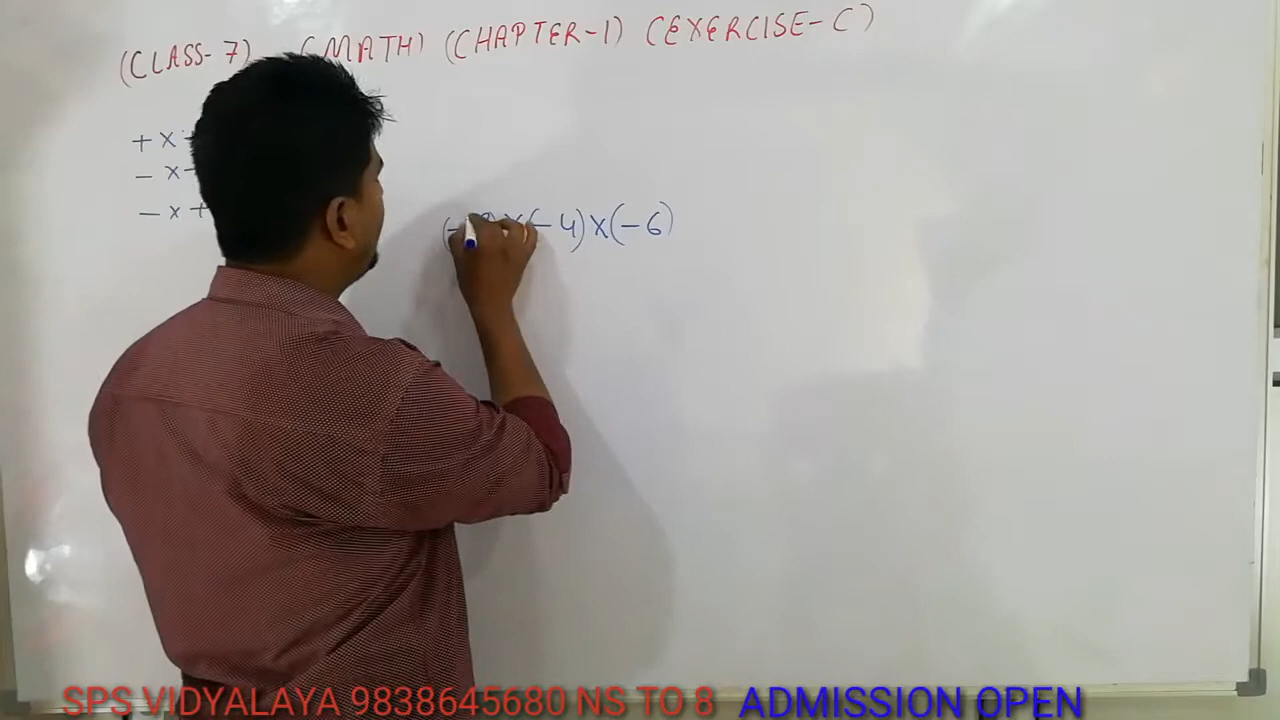 (CLASS-7) (MATH) (CHAPTER-1) (EXERCISE-C)
+ x
- x
- x +
(- 4) x (- 6)
SPS VIDYALAYA 9838645680 NS TO 8 ADMISSION OPEN